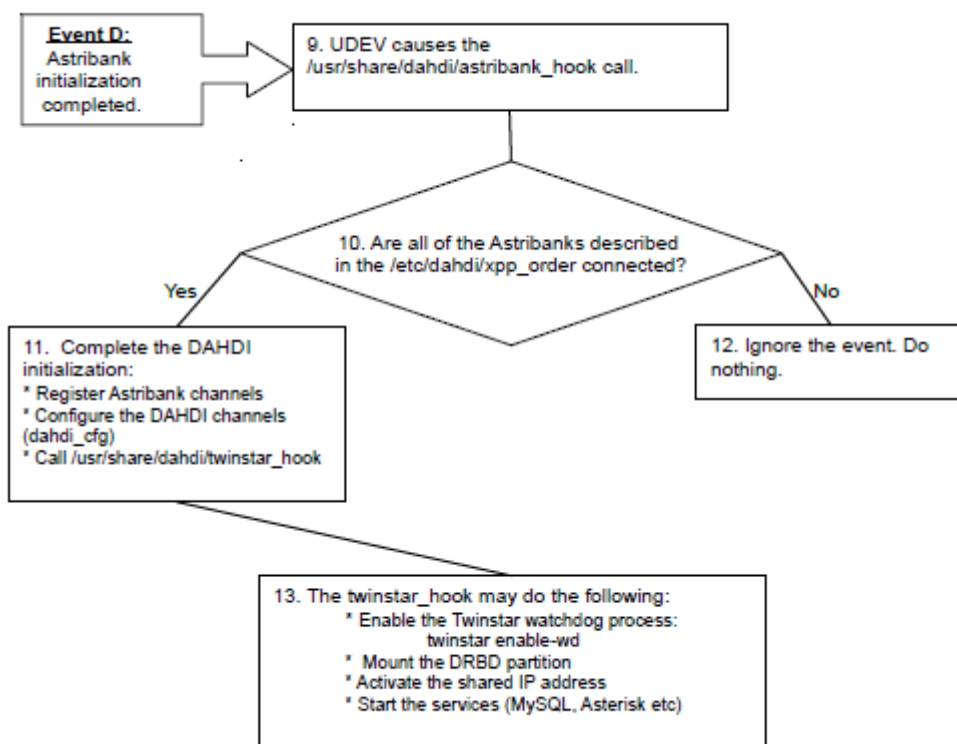 Event D:
Astribank
initialization
completed.
9. UDEV causes the
/usr/share/dahdi/astribank_hook call.
10. Are all of the Astribanks described
in the /etc/dahdi/xpp_order connected?
Yes
No
11. Complete the DAHDI
initialization:
* Register Astribank channels
* Configure the DAHDI channels
(dahdi_cfg)
* Call /usr/share/dahdi/twinstar_hook
12. Ignore the event. Do
nothing.
13. The twinstar_hook may do the following:
* Enable the Twinstar watchdog process:
twinstar enable-wd
* Mount the DRBD partition
* Activate the shared IP address
* Start the services (MySQL, Asterisk etc)